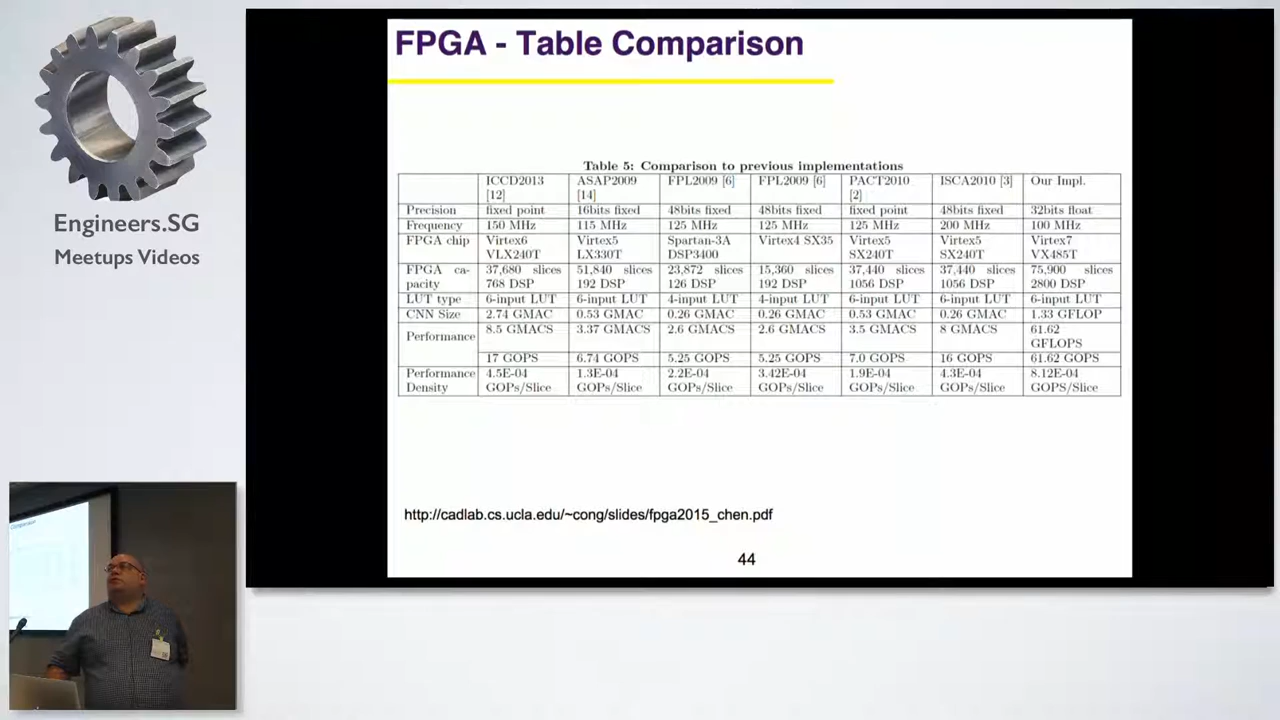 FPGA - Table Comparison
Table 5: Comparison to previous implementations
ICCD2013 [12] ASAP2009 [14] FPL2009 [6] FPL2009 [6] PACT2010 [2] ISCA2010 [3] Our Impl.
Precision fixed point 16bits fixed 48bits fixed 48bits fixed fixed point 48bits fixed 32bits float
Frequency 150 MHz 115 MHz 125 MHz 125 MHz 125 MHz 200 MHz 100 MHz
FPGA chip Virtex6 VLX240T Virtex5 LX330T Spartan-3A DSP3400 Virtex4 SX35 Virtex5 SX240T Virtex5 SX240T Virtex7 VX485T
FPGA ca-pacity 37,680 slices 768 DSP 51,840 slices 192 DSP 23,872 slices 126 DSP 15,360 slices 192 DSP 37,440 slices 1056 DSP 37,440 slices 1056 DSP 75,900 slices 2800 DSP
LUT type 6-input LUT 6-input LUT 4-input LUT 4-input LUT 6-input LUT 6-input LUT 6-input LUT
CNN Size 2.74 GMAC 0.53 GMAC 0.26 GMAC 0.26 GMAC 0.53 GMAC 0.26 GMAC 1.33 GFLOP
Performance 8.5 GMACS 3.37 GMACS 2.6 GMACS 2.6 GMACS 3.5 GMACS 8 GMACS 61.62 GFLOPS
17 GOPS 6.74 GOPS 5.25 GOPS 5.25 GOPS 7.0 GOPS 16 GOPS 61.62 GOPS
Performance Density 4.5E-04 GOPs/Slice 1.3E-04 GOPs/Slice 2.2E-04 GOPs/Slice 3.42E-04 GOPs/Slice 1.9E-04 GOPs/Slice 4.3E-04 GOPs/Slice 8.12E-04 GOPS/Slice
http://cadlab.cs.ucla.edu/~cong/slides/fpga2015_chen.pdf
44
Engineers.SG
Meetups Videos